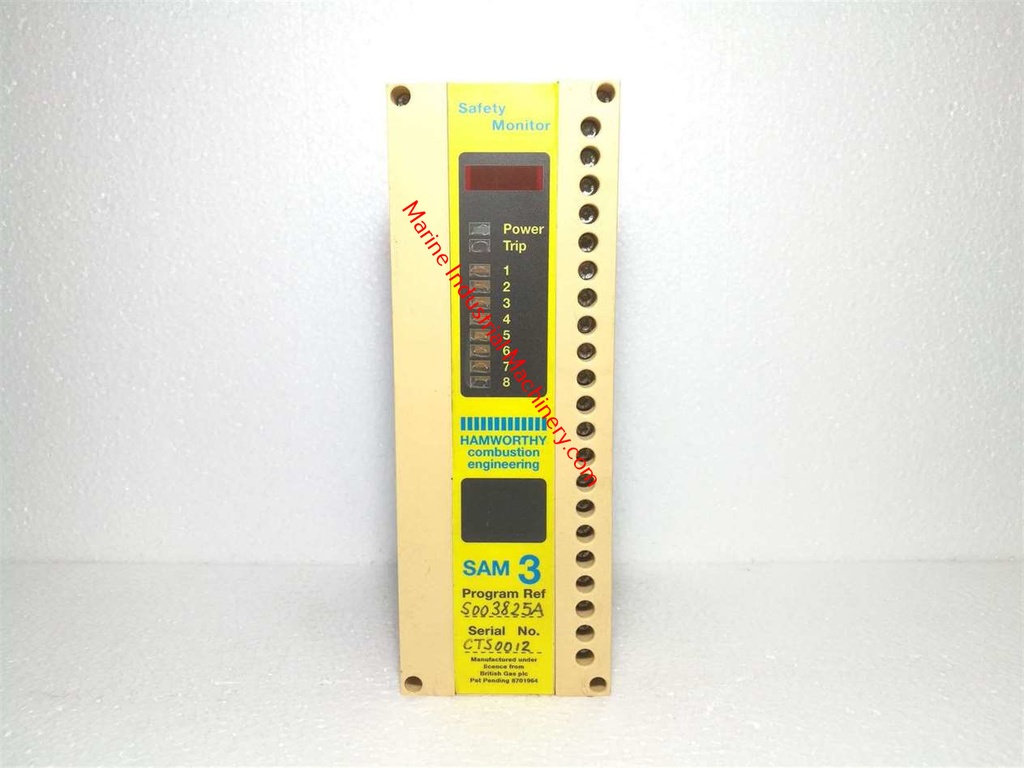 Safety
Monitor
Power
Trip
1
2
3
4
5
6
7
8
HAMWORTHY
combustion
engineering
SAM 3
Program Ref
S003825A
Serial No.
CTS0012
Manufactured under
licence from
British Gas plc
Pat Pending 8701964
Marine Industrial Machinery.com